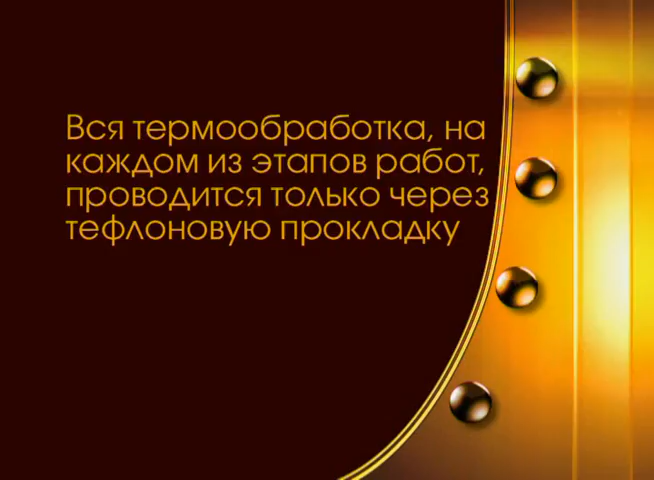 Вся термообработка, на
каждом из этапов работ,
проводится только через
тефлоновую прокладку